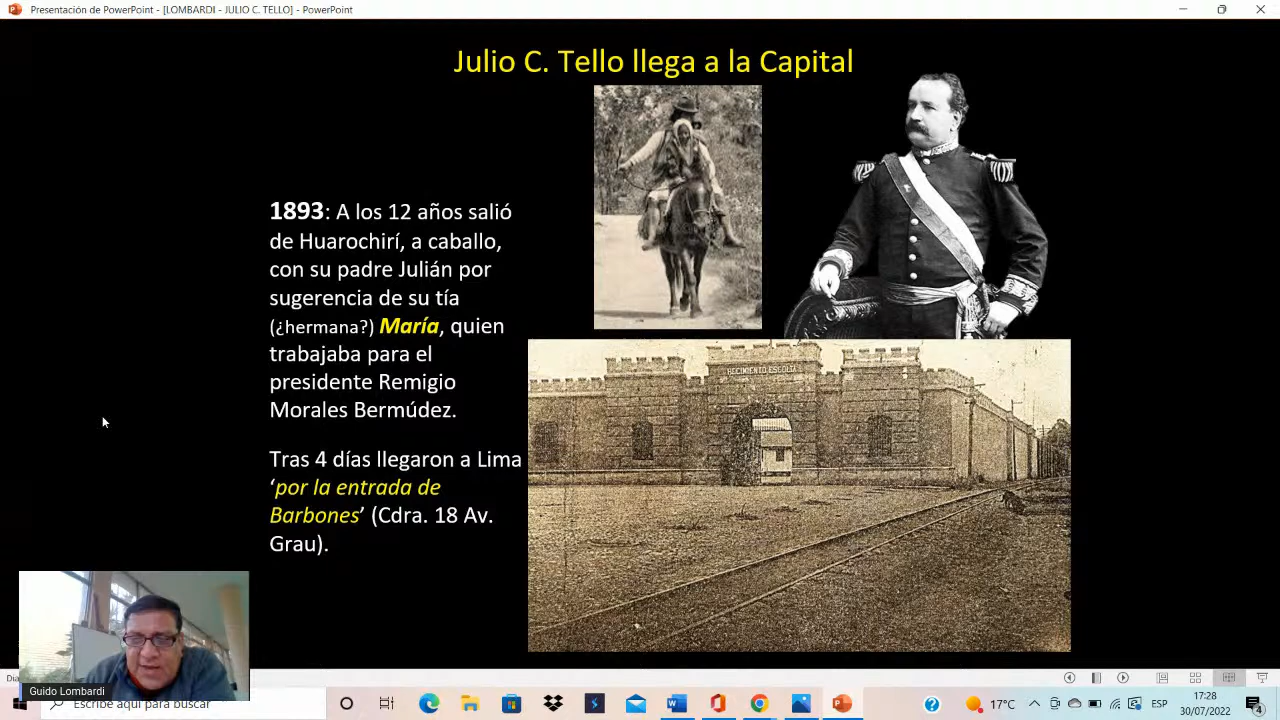 Presentación de PowerPoint - [LOMBARDI - JULIO C. TELLO] - PowerPoint
Julio C. Tello llega a la Capital
1893: A los 12 años salió
de Huarochirí, a caballo,
con su padre Julián por
sugerencia de su tía
(¿hermana?) María, quien
trabajaba para el
presidente Remigio
Morales Bermúdez.
Tras 4 días llegaron a Lima
‘por la entrada de
Barbones’ (Cdra. 18 Av.
Grau).
ESCOLTA
Guido Lombardi
Escribe aquí para buscar
17°C
ESP
17:28
30/07/2022
4